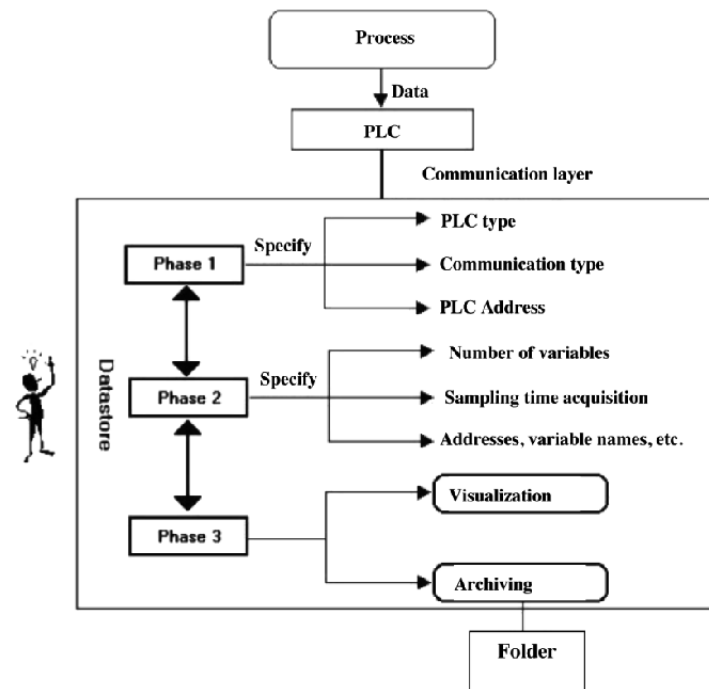 Process
Data
PLC
Communication layer
PLC type
Specify
Phase 1
Communication type
PLC Address
Datastore
Number of variables
Specify
Phase 2
Sampling time acquisition
Addresses, variable names, etc.
Visualization
Phase 3
Archiving
Folder